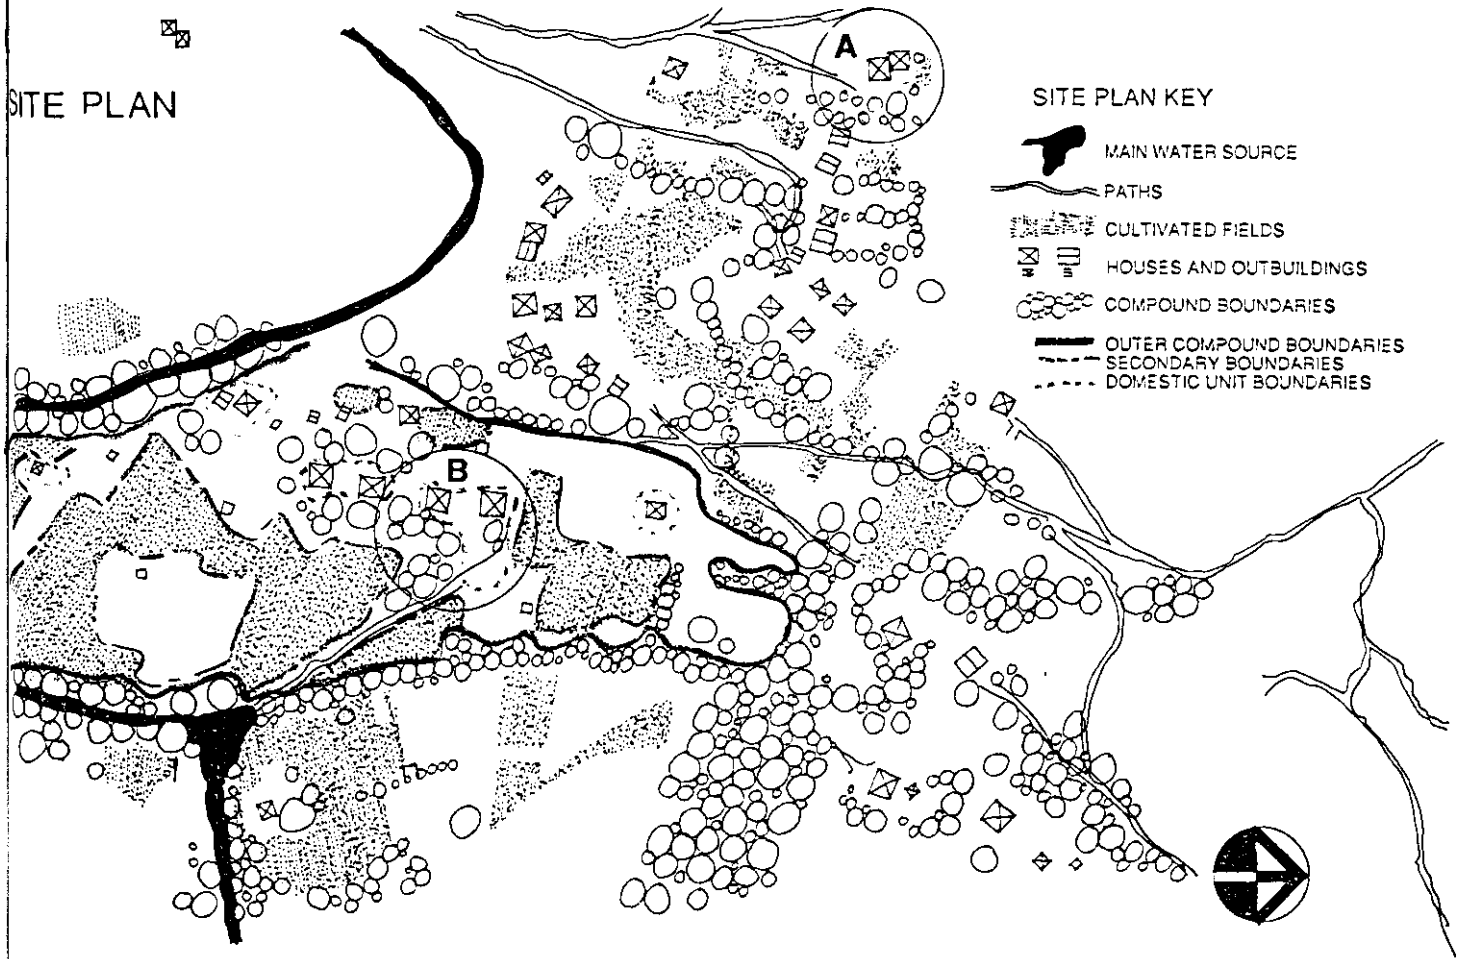 SITE PLAN
A
B
SITE PLAN KEY
MAIN WATER SOURCE
PATHS
CULTIVATED FIELDS
HOUSES AND OUTBUILDINGS
COMPOUND BOUNDARIES
OUTER COMPOUND BOUNDARIES
SECONDARY BOUNDARIES
DOMESTIC UNIT BOUNDARIES